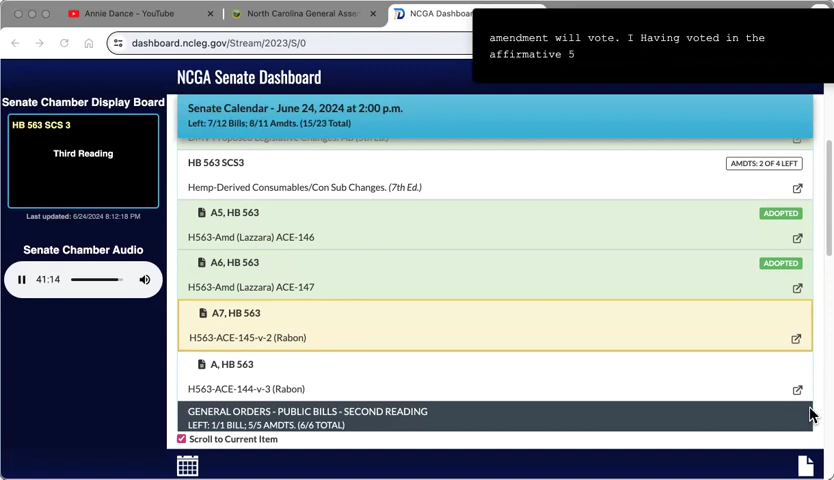 Annie Dance - YouTube
North Carolina General Asse
NCGA Dashboa
dashboard.ncleg.gov/Stream/2023/S/0
amendment will vote. I Having voted in the
affirmative 5
NCGA Senate Dashboard
Senate Chamber Display Board
HB 563 SCS 3
Third Reading
Last updated: 6/24/2024 8:12:18 PM
Senate Chamber Audio
41:14
Senate Calendar - June 24, 2024 at 2:00 p.m.
Left: 7/12 Bills; 8/11 Amdts. (15/23 Total)
DMV Proposed Legislative Changes.-AB
HB 563 SCS3
AMDTS: 2 OF 4 LEFT
Hemp-Derived Consumables/Con Sub Changes. (7th Ed.)
A5, HB 563
ADOPTED
H563-Amd (Lazzara) ACE-146
A6, HB 563
ADOPTED
H563-Amd (Lazzara) ACE-147
A7, HB 563
H563-ACE-145-v-2 (Rabon)
A, HB 563
H563-ACE-144-v-3 (Rabon)
GENERAL ORDERS - PUBLIC BILLS - SECOND READING
LEFT: 1/1 BILL; 5/5 AMDTS. (6/6 TOTAL)
Scroll to Current Item